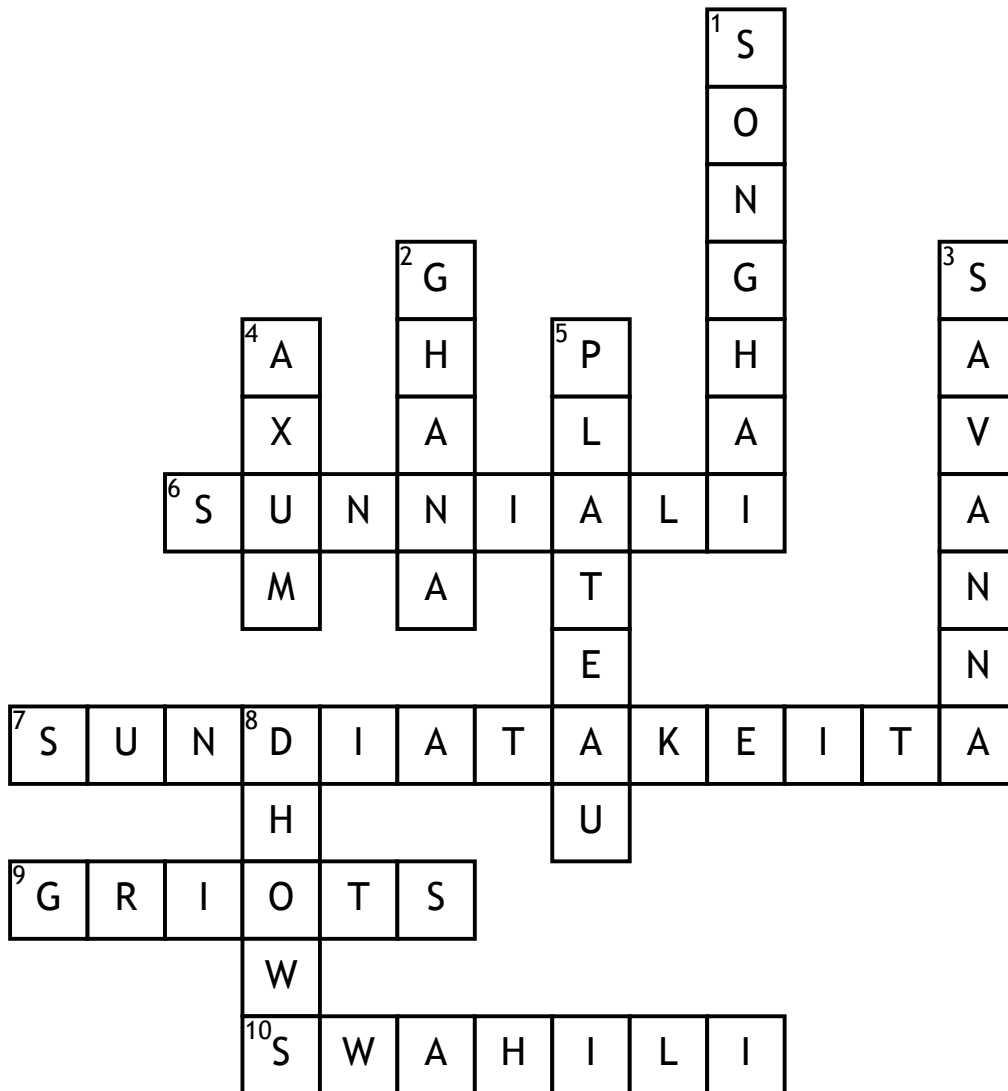 1 S
O
N
2 G G 3 S
4 A H 5 P H A
X A L A V
6 S U N N I A L I A
M A T N
E N
7 S U N 8 D I A T A K E I T A
H U
9 G R I O T S
W
10 S W A H I L I